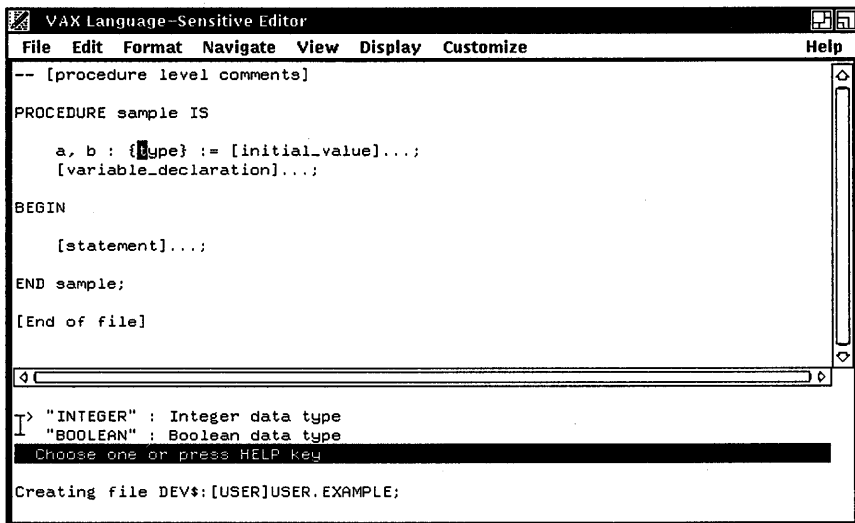 VAX Language-Sensitive Editor
File Edit Format Navigate View Display Customize Help
-- [procedure level comments]
PROCEDURE sample IS
a, b : {type} := [initial_value]...;
[variable_declaration]...;
BEGIN
[statement]...;
END sample;
[End of file]
> "INTEGER" : Integer data type
"BOOLEAN" : Boolean data type
Choose one or press HELP key
Creating file DEV$:[USER]USER.EXAMPLE;